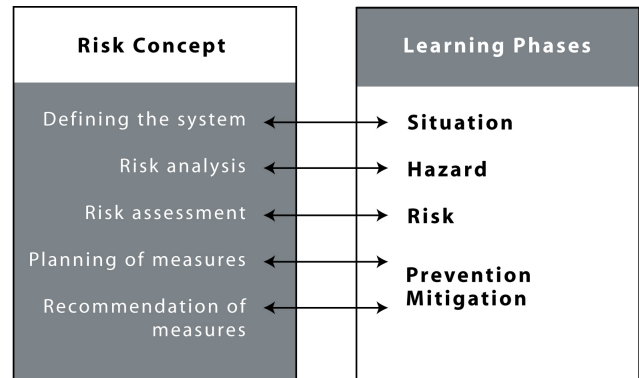 Risk Concept
Defining the system
Risk analysis
Risk assessment
Planning of measures
Recommendation of
measures
Learning Phases
Situation
Hazard
Risk
Prevention
Mitigation